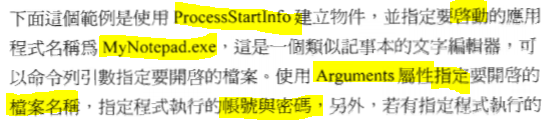 下面這個範例是使用 ProcessStartInfo 建立物件，並指定要啓動的應用
程式名稱爲 MyNotepad.exe，這是一個類似記事本的文字編輯器，可
以命令列引數指定要開啓的檔案。使用 Arguments 屬性指定要開啓的
檔案名稱，指定程式執行的帳號與密碼，另外，若有指定程式執行的